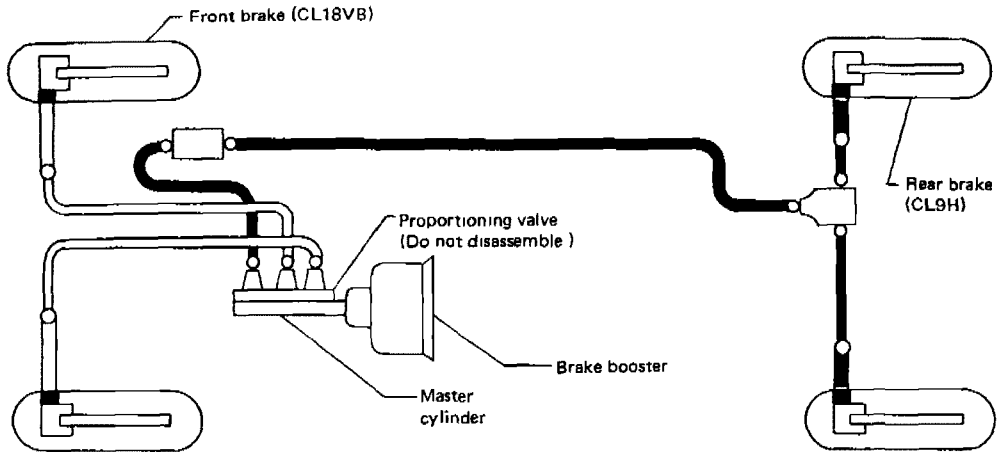 Front brake (CL18VB)
Proportioning valve
(Do not disassemble )
Rear brake
(CL9H)
Brake booster
Master
cylinder